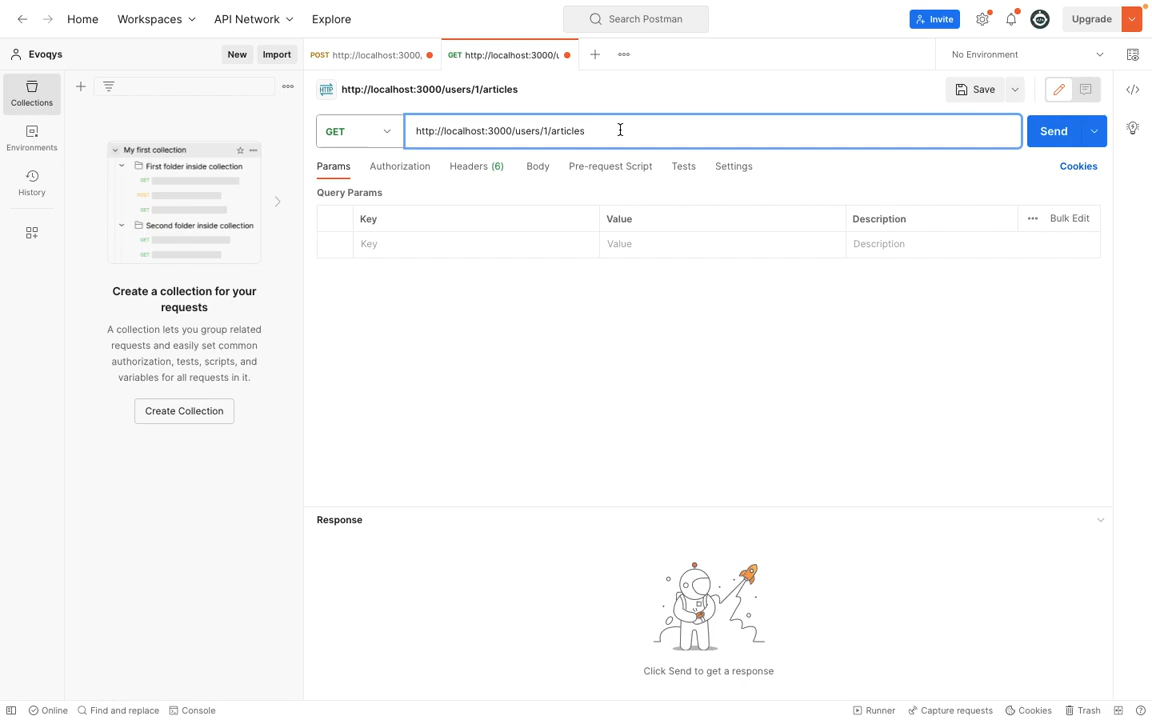 Home Workspaces API Network Explore Search Postman Invite Upgrade
Evoqys New Import POST http://localhost:3000, GET http://localhost:3000/u No Environment
Collections
Environments
History
My first collection
First folder inside collection
GET
POST
GET
Second folder inside collection
GET
GET
Create a collection for your
requests
A collection lets you group related
requests and easily set common
authorization, tests, scripts, and
variables for all requests in it.
Create Collection
HTTP http://localhost:3000/users/1/articles Save
GET http://localhost:3000/users/1/articles Send
Params Authorization Headers (6) Body Pre-request Script Tests Settings Cookies
Query Params
Key Value Description Bulk Edit
Key Value Description
Response
Click Send to get a response
Online Find and replace Console Runner Capture requests Cookies Trash